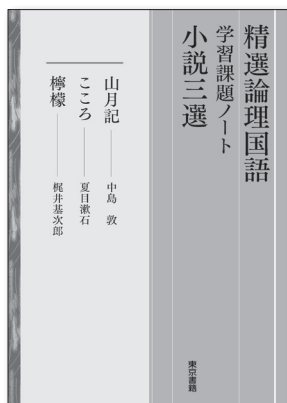 精選論理国語
学習課題ノート
小説三選
山月記――中島 敦
こころ――夏目漱石
檸檬――梶井基次郎
東京書籍